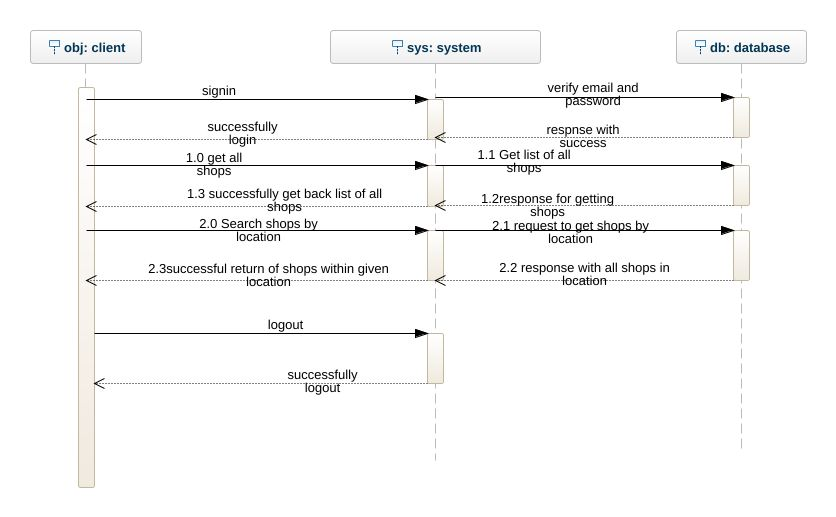 obj: client
sys: system
db: database
signin
verify email and
password
successfully
login
respnse with
success
1.0 get all
shops
1.1 Get list of all
shops
1.3 successfully get back list of all
shops
1.2response for getting
shops
2.0 Search shops by
location
2.1 request to get shops by
location
2.3successful return of shops within given
location
2.2 response with all shops in
location
logout
successfully
logout